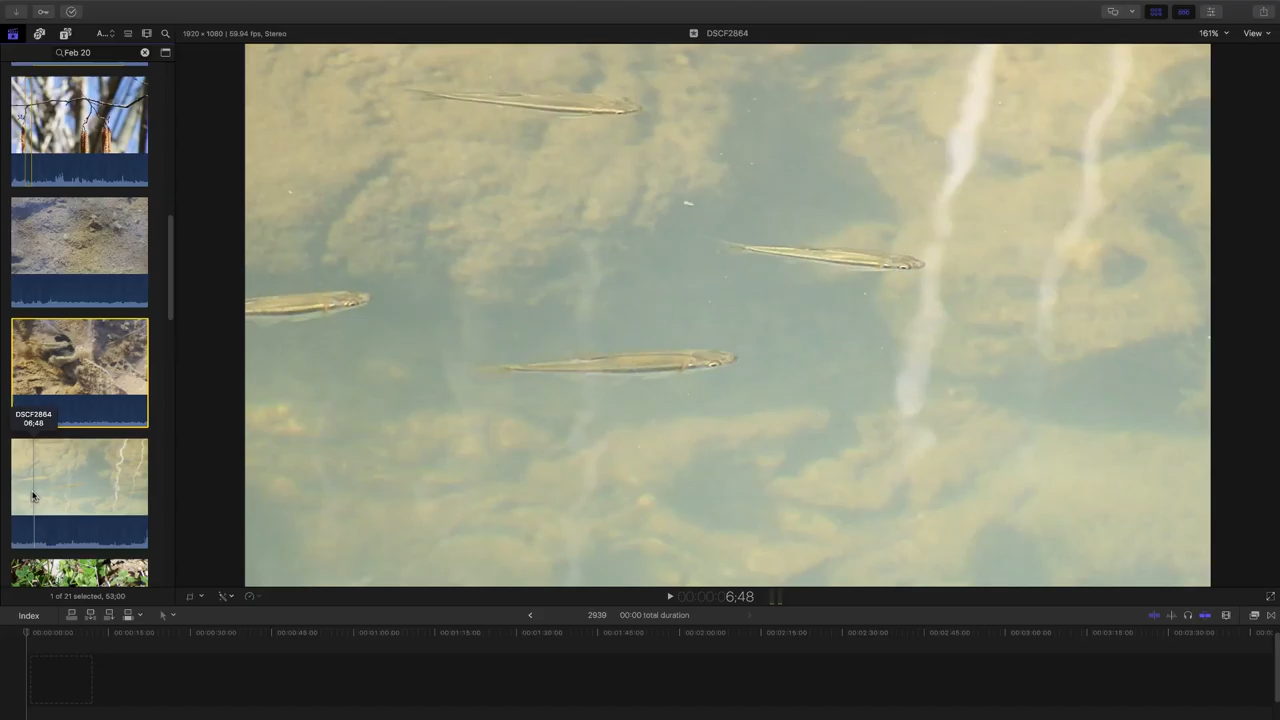 A...
1920 × 1080 | 59.94 fps, Stereo
DSCF2864
161%
View
Feb 20
DSCF2864
06;48
1 of 21 selected, 53;00
00:00:00:06;48
Index
2939
00:00 total duration
00:00:00:00
00:00:15:00
00:00:30:00
00:00:45:00
00:01:00:00
00:01:15:00
00:01:30:00
00:01:45:00
00:02:00:00
00:02:15:00
00:02:30:00
00:02:45:00
00:03:00:00
00:03:15:00
00:03:30:00